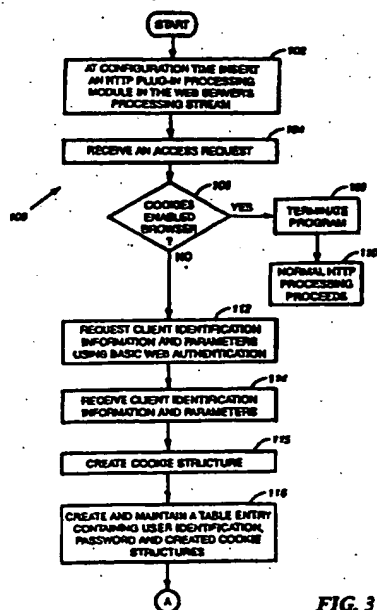 START
102
AT CONFIGURATION TIME INSERT
AN HTTP PLUG-IN PROCESSING
MODULE IN THE WEB SERVERS
PROCESSING STREAM
104
RECEIVE AN ACCESS REQUEST
COOKIES
ENABLED
BROWSER
?
YES
NO
TERMINATE
PROGRAM
110
NORMAL HTTP
PROCESSING
PROCEEDS
112
REQUEST CLIENT IDENTIFICATION
INFORMATION AND PARAMETERS
USING BASIC WEB AUTHENTICATION
114
RECEIVE CLIENT IDENTIFICATION
INFORMATION AND PARAMETERS
115
CREATE COOKIE STRUCTURE
116
CREATE AND MAINTAIN A TABLE ENTRY
CONTAINING USER IDENTIFICATION,
PASSWORD AND CREATED COOKIE
STRUCTURES
A
FIG. 3